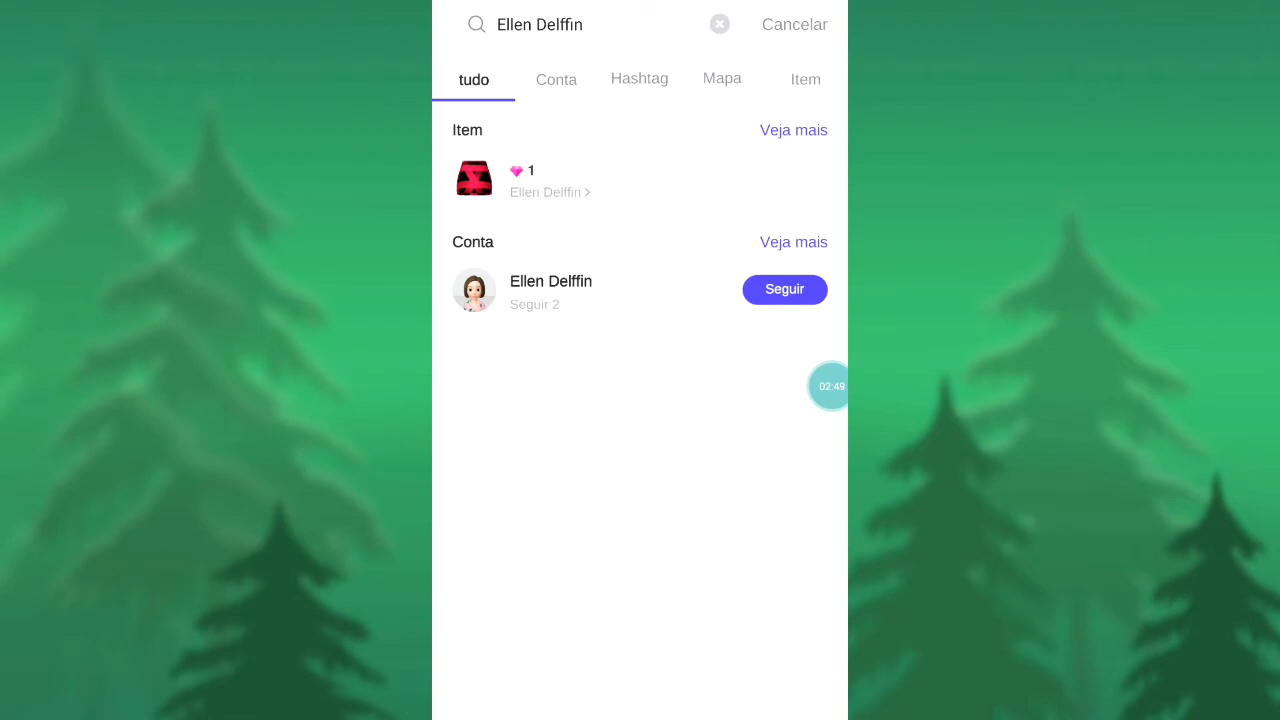 Ellen Delffin
Cancelar
tudo Conta Hashtag Mapa Item
Item Veja mais
1
Ellen Delffin >
Conta Veja mais
Ellen Delffin
Seguir 2
Seguir
02:49